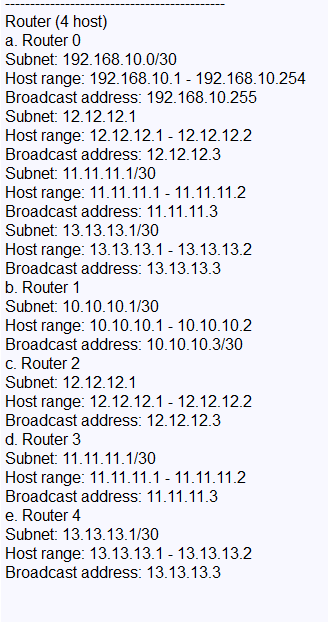 --------------------------------------------
Router (4 host)
a. Router 0
Subnet: 192.168.10.0/30
Host range: 192.168.10.1 - 192.168.10.254
Broadcast address: 192.168.10.255
Subnet: 12.12.12.1
Host range: 12.12.12.1 - 12.12.12.2
Broadcast address: 12.12.12.3
Subnet: 11.11.11.1/30
Host range: 11.11.11.1 - 11.11.11.2
Broadcast address: 11.11.11.3
Subnet: 13.13.13.1/30
Host range: 13.13.13.1 - 13.13.13.2
Broadcast address: 13.13.13.3
b. Router 1
Subnet: 10.10.10.1/30
Host range: 10.10.10.1 - 10.10.10.2
Broadcast address: 10.10.10.3/30
c. Router 2
Subnet: 12.12.12.1
Host range: 12.12.12.1 - 12.12.12.2
Broadcast address: 12.12.12.3
d. Router 3
Subnet: 11.11.11.1/30
Host range: 11.11.11.1 - 11.11.11.2
Broadcast address: 11.11.11.3
e. Router 4
Subnet: 13.13.13.1/30
Host range: 13.13.13.1 - 13.13.13.2
Broadcast address: 13.13.13.3